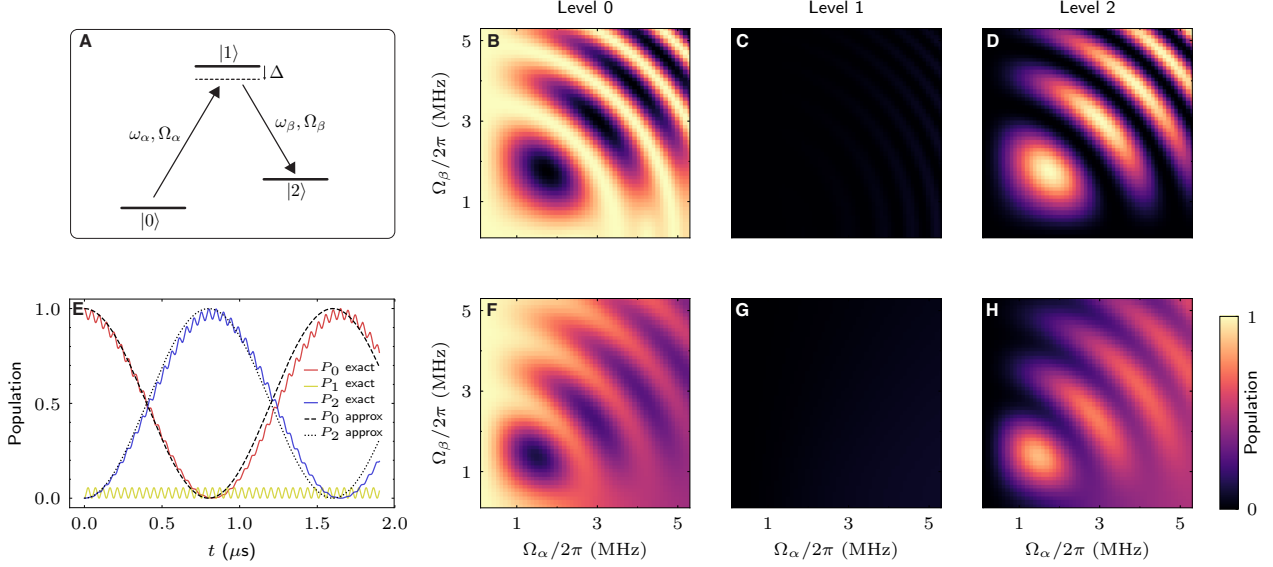 Level 0
Level 1
Level 2
A
|1⟩
Δ
ω_α, Ω_α
ω_β, Ω_β
|0⟩
|2⟩
B
C
D
Ω_β/2π (MHz)
5
3
1
E
Population
1.0
0.5
0.0
P_0 exact
P_1 exact
P_2 exact
P_0 approx
P_2 approx
0.0 0.5 1.0 1.5 2.0
t (μs)
F
G
H
Ω_β/2π (MHz)
5
3
1
1 3 5
Ω_α/2π (MHz)
1 3 5
Ω_α/2π (MHz)
1 3 5
Ω_α/2π (MHz)
1
Population
0